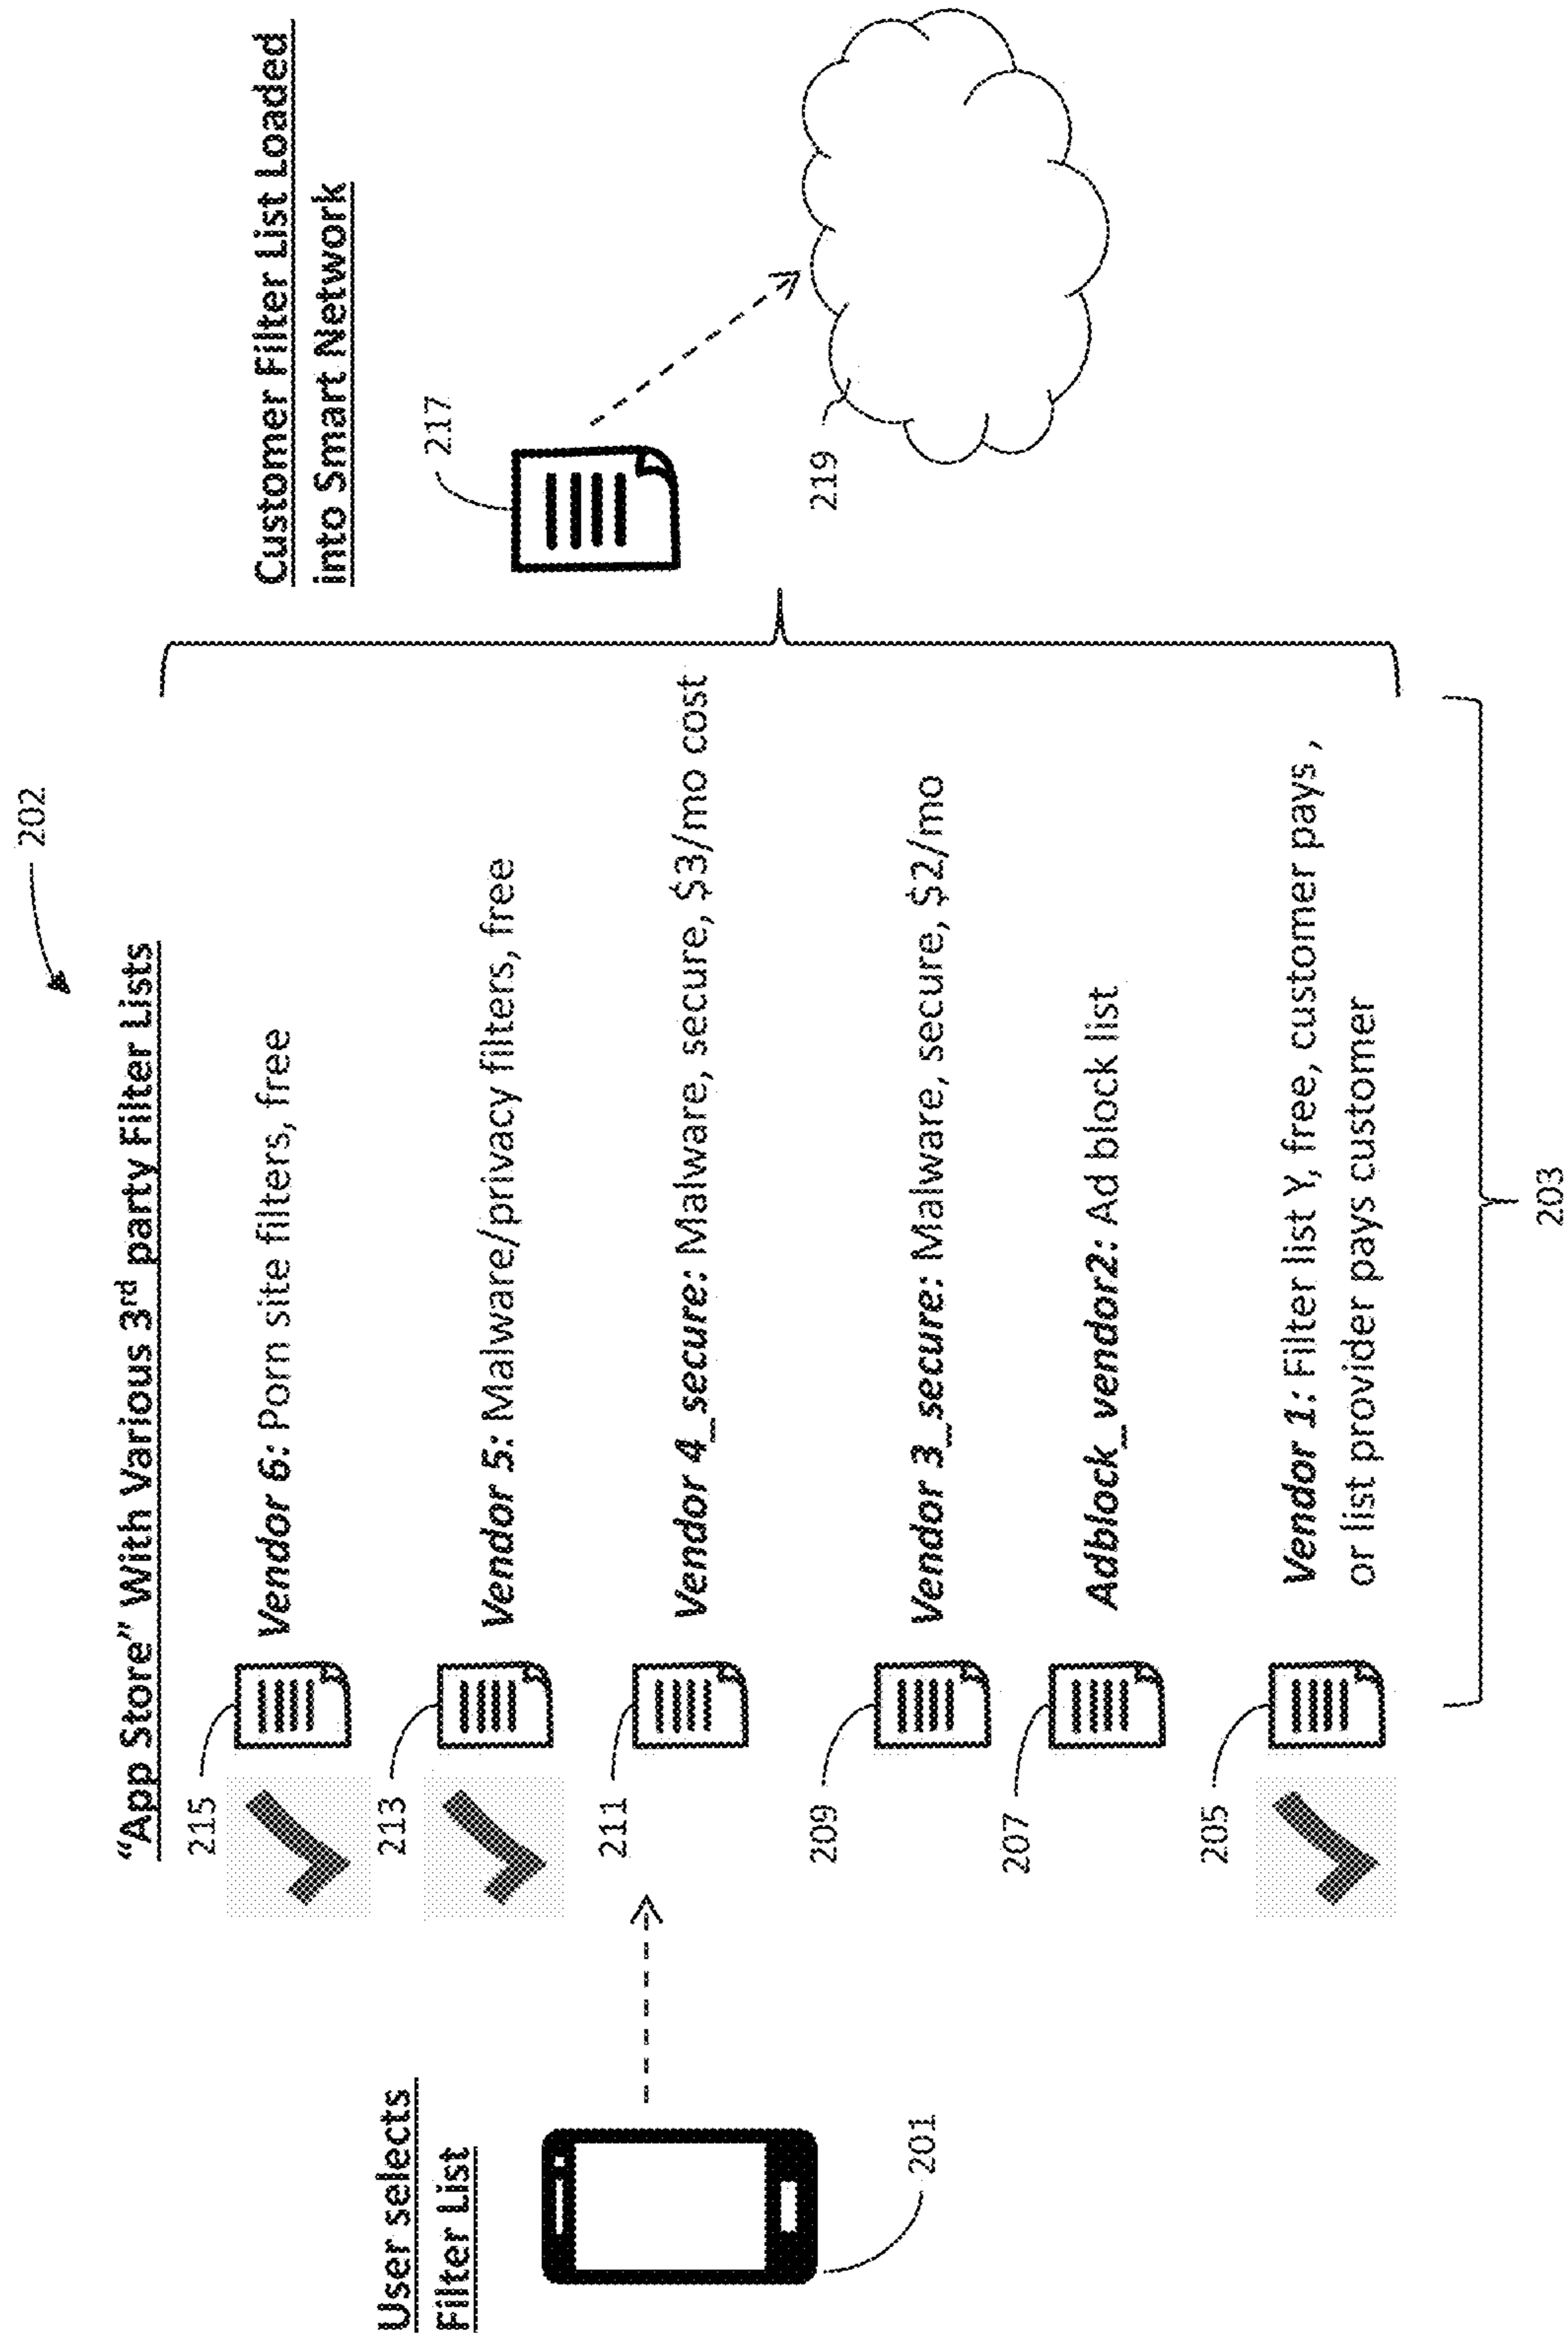 202
"App Store" With Various 3rd party Filter Lists
Customer Filter List Loaded
into Smart Network
User selects
Filter List
201
215
Vendor 6: Porn site filters, free
213
Vendor 5: Malware/privacy filters, free
211
Vendor 4_secure: Malware, secure, $3/mo cost
209
Vendor 3_secure: Malware, secure, $2/mo
207
Adblock_vendor2: Ad block list
205
Vendor 1: Filter list Y, free, customer pays ,
or list provider pays customer
203
217
219